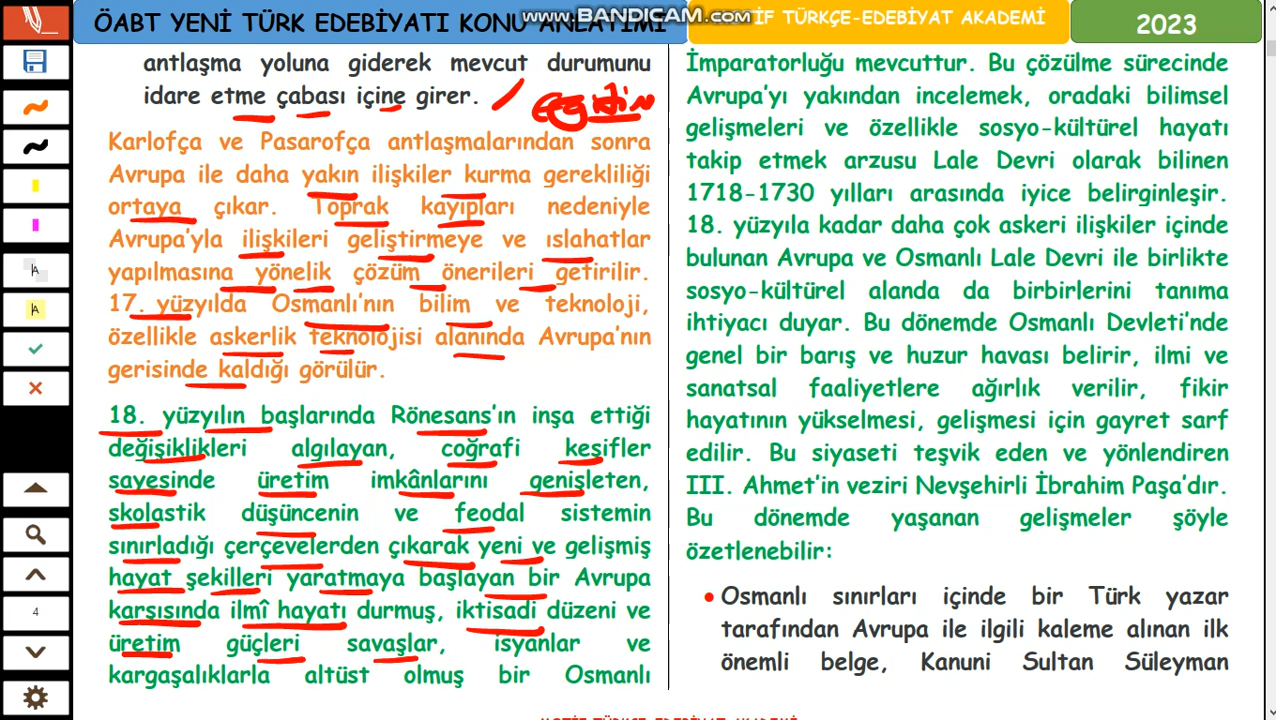 ÖABT YENİ TÜRK EDEBİYATI KONU ANLATIMI
www.BANDICAM.com
TİF TÜRKÇE-EDEBİYAT AKADEMİ
2023
antlaşma yoluna giderek mevcut durumunu
idare etme çabası içine girer.
Karlofça ve Pasarofça antlaşmalarından sonra
Avrupa ile daha yakın ilişkiler kurma gerekliliği
ortaya çıkar. Toprak kayıpları nedeniyle
Avrupa'yla ilişkileri geliştirmeye ve ıslahatlar
yapılmasına yönelik çözüm önerileri getirilir.
17. yüzyılda Osmanlı'nın bilim ve teknoloji,
özellikle askerlik teknolojisi alanında Avrupa'nın
gerisinde kaldığı görülür.
18. yüzyılın başlarında Rönesans'ın inşa ettiği
değişiklikleri algılayan, coğrafi keşifler
sayesinde üretim imkânlarını genişleten,
skolastik düşüncenin ve feodal sistemin
sınırladığı çerçevelerden çıkarak yeni ve gelişmiş
hayat şekilleri yaratmaya başlayan bir Avrupa
karşısında ilmî hayatı durmuş, iktisadi düzeni ve
üretim güçleri savaşlar, isyanlar ve
kargaşalıklarla altüst olmuş bir Osmanlı
İmparatorluğu mevcuttur. Bu çözülme sürecinde
Avrupa'yı yakından incelemek, oradaki bilimsel
gelişmeleri ve özellikle sosyo-kültürel hayatı
takip etmek arzusu Lale Devri olarak bilinen
1718-1730 yılları arasında iyice belirginleşir.
18. yüzyıla kadar daha çok askeri ilişkiler içinde
bulunan Avrupa ve Osmanlı Lale Devri ile birlikte
sosyo-kültürel alanda da birbirlerini tanıma
ihtiyacı duyar. Bu dönemde Osmanlı Devleti'nde
genel bir barış ve huzur havası belirir, ilmi ve
sanatsal faaliyetlere ağırlık verilir, fikir
hayatının yükselmesi, gelişmesi için gayret sarf
edilir. Bu siyaseti teşvik eden ve yönlendiren
III. Ahmet'in veziri Nevşehirli İbrahim Paşa'dır.
Bu dönemde yaşanan gelişmeler şöyle
özetlenebilir:
• Osmanlı sınırları içinde bir Türk yazar
tarafından Avrupa ile ilgili kaleme alınan ilk
önemli belge, Kanuni Sultan Süleyman
4